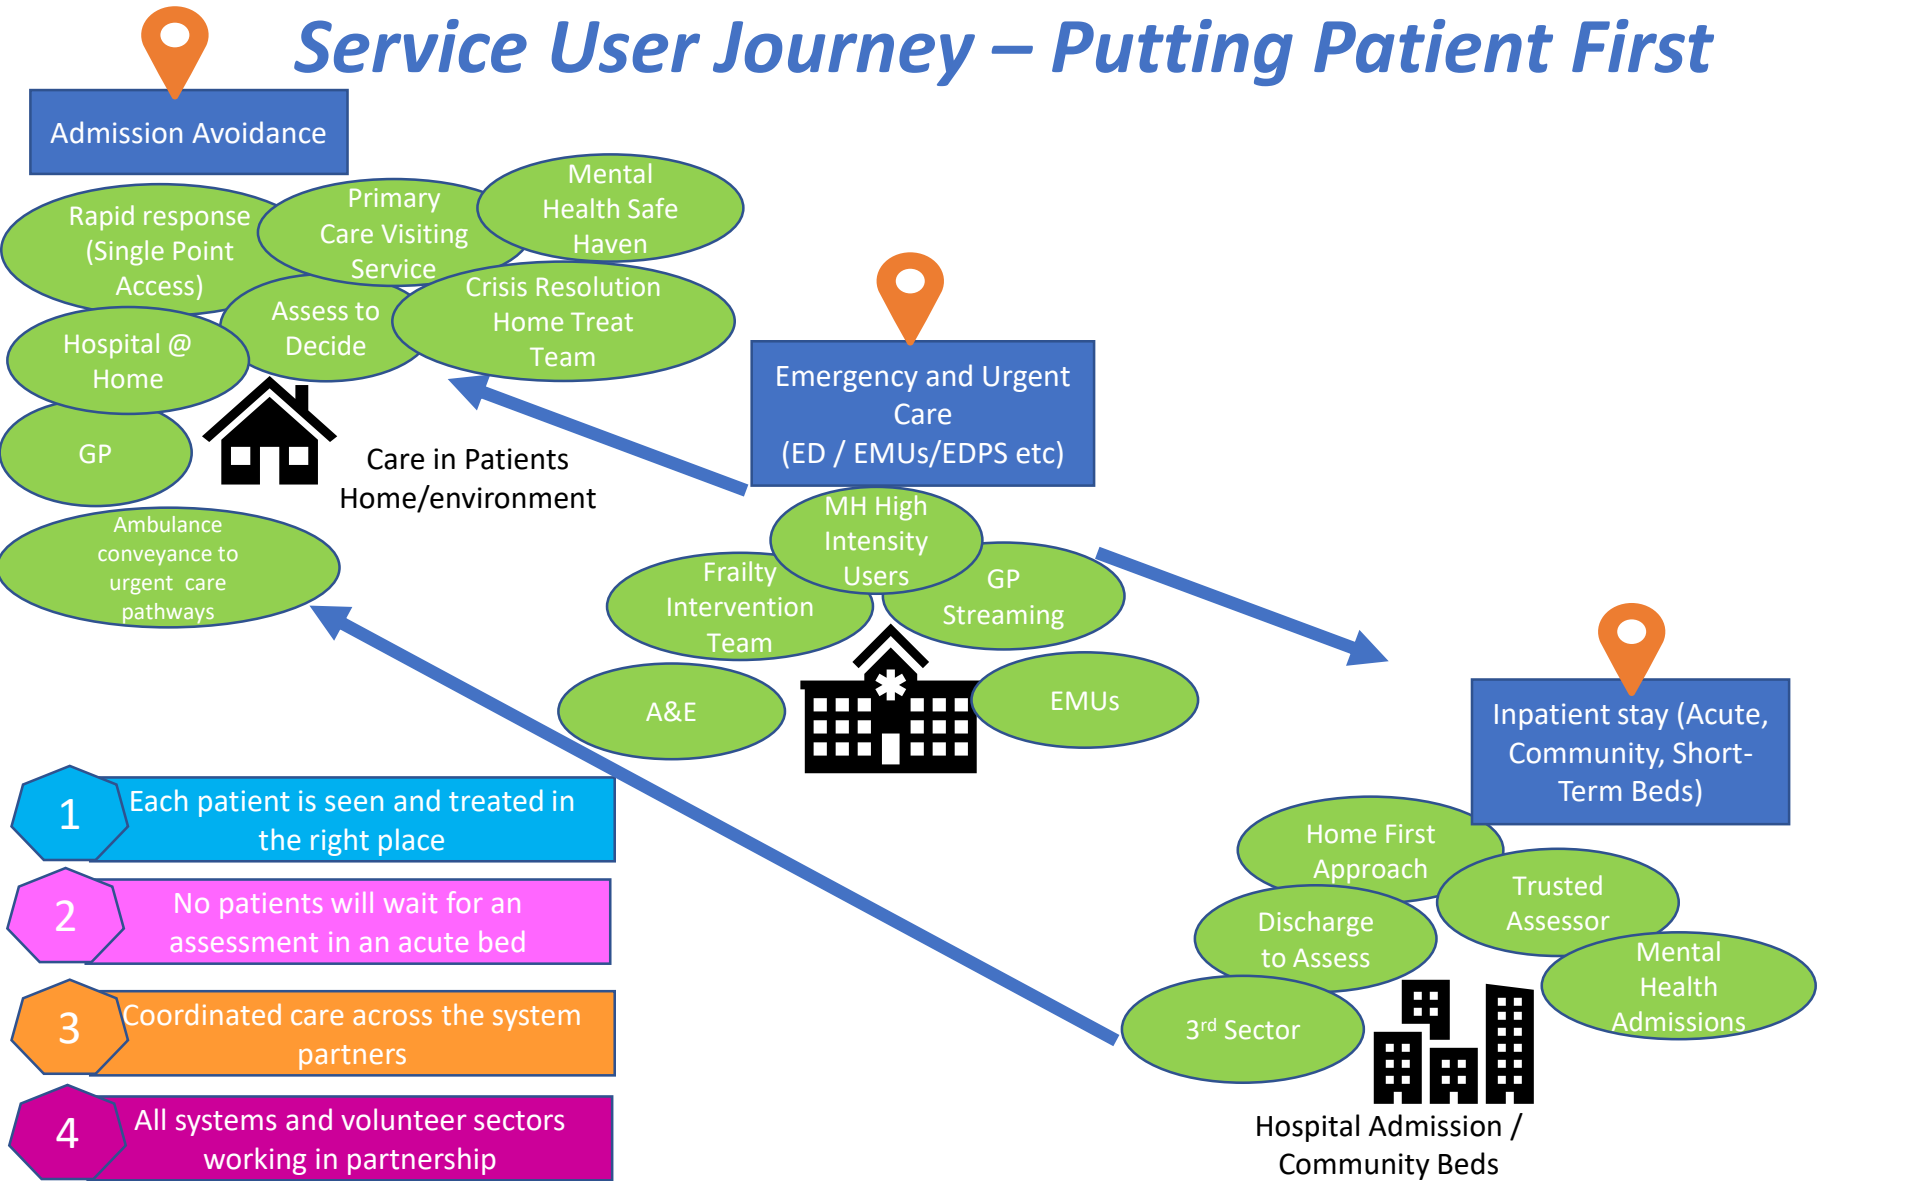 Service User Journey – Putting Patient First
Admission Avoidance
Rapid response
(Single Point
Access)
Primary
Care Visiting
Service
Mental
Health Safe
Haven
Assess to
Decide
Crisis Resolution
Home Treat
Team
Hospital @
Home
GP
Care in Patients
Home/environment
Ambulance
conveyance to
urgent care
pathways
Emergency and Urgent
Care
(ED / EMUs/EDPS etc)
MH High
Intensity
Users
Frailty
Intervention
Team
GP
Streaming
A&E
EMUs
Inpatient stay (Acute,
Community, Short-
Term Beds)
Home First
Approach
Trusted
Assessor
Discharge
to Assess
Mental
Health
Admissions
3rd Sector
Hospital Admission /
Community Beds
1
Each patient is seen and treated in
the right place
2
No patients will wait for an
assessment in an acute bed
3
Coordinated care across the system
partners
4
All systems and volunteer sectors
working in partnership